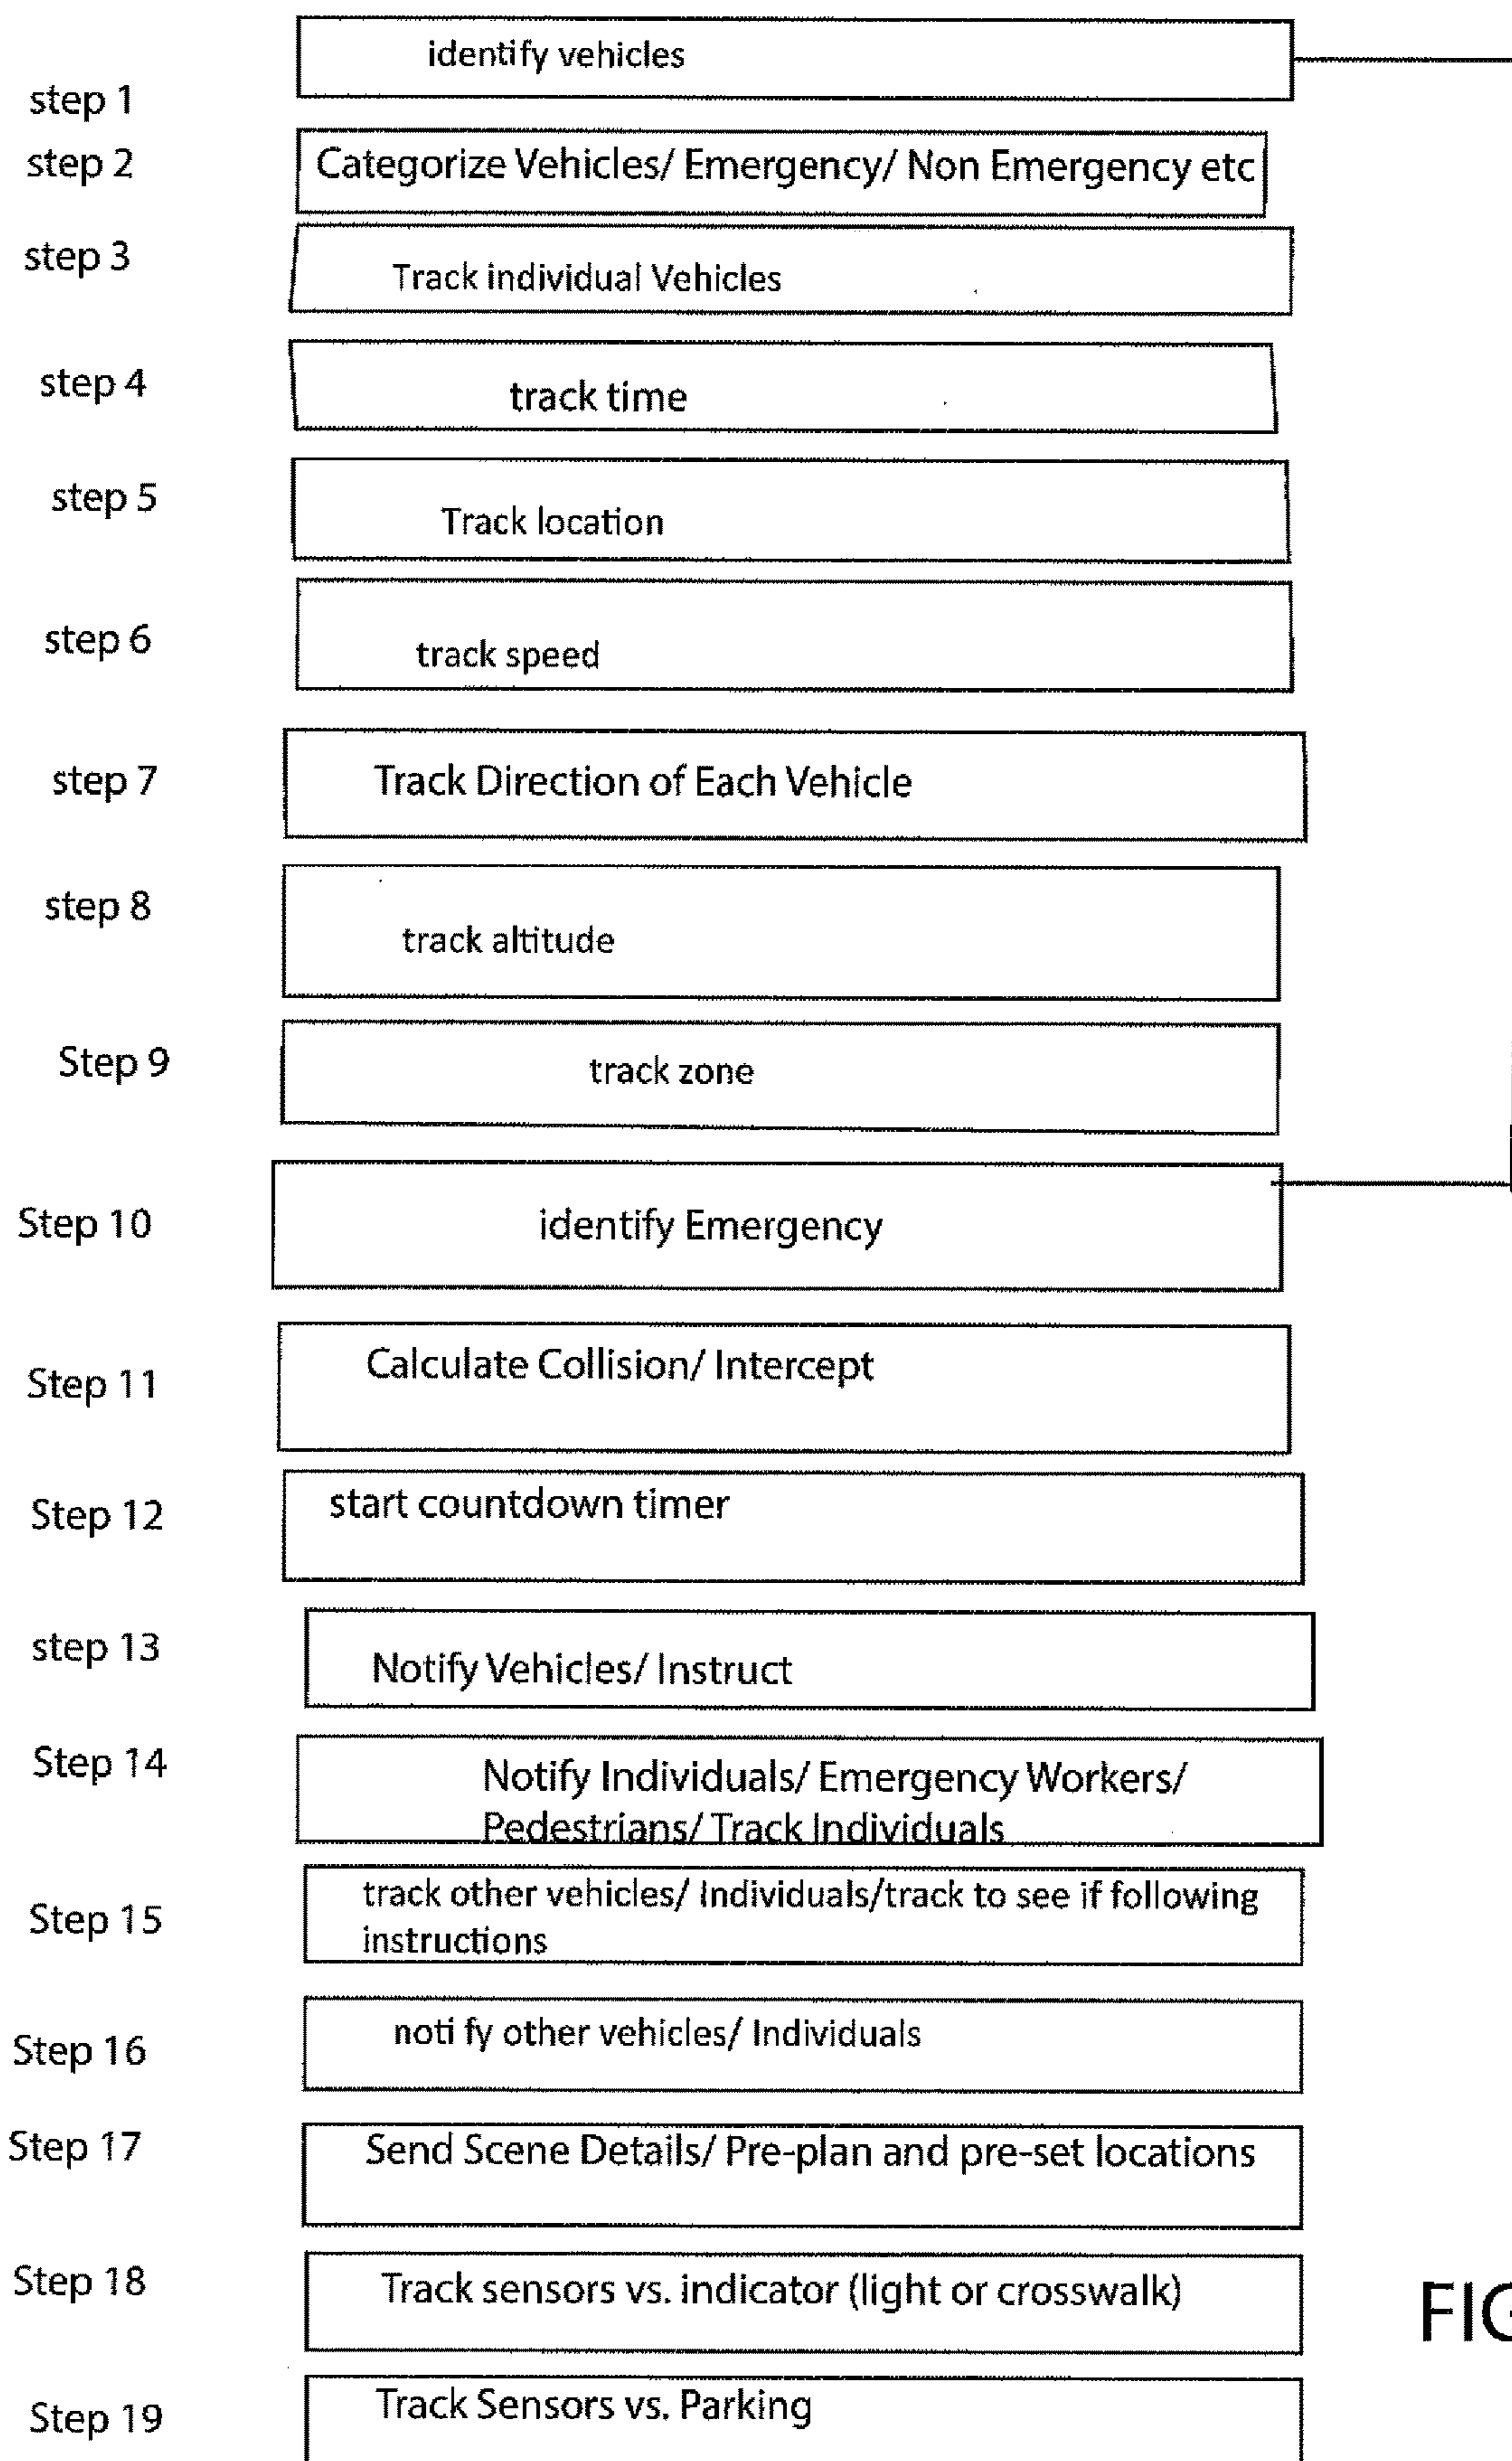 identify vehicles
step 1
step 2
Categorize Vehicles/ Emergency/ Non Emergency etc
step 3
Track individual Vehicles
step 4
track time
step 5
Track location
step 6
track speed
step 7
Track Direction of Each Vehicle
step 8
track altitude
Step 9
track zone
Step 10
identify Emergency
Step 11
Calculate Collision/ Intercept
Step 12
start countdown timer
step 13
Notify Vehicles/ Instruct
Step 14
Notify Individuals/ Emergency Workers/
Pedestrians/ Track Individuals
Step 15
track other vehicles/ Individuals/track to see if following
instructions
Step 16
noti fy other vehicles/ Individuals
Step 17
Send Scene Details/ Pre-plan and pre-set locations
Step 18
Track sensors vs. indicator (light or crosswalk)
Step 19
Track Sensors vs. Parking